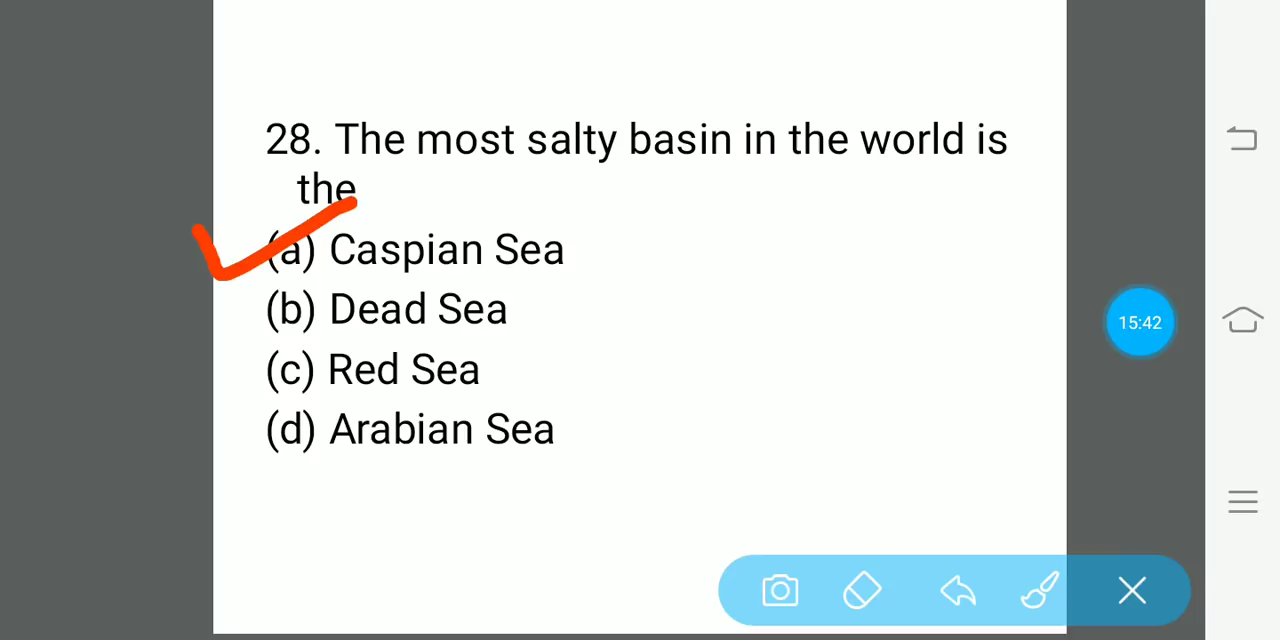 28. The most salty basin in the world is
the
(a) Caspian Sea
(b) Dead Sea
(c) Red Sea
(d) Arabian Sea
15:42